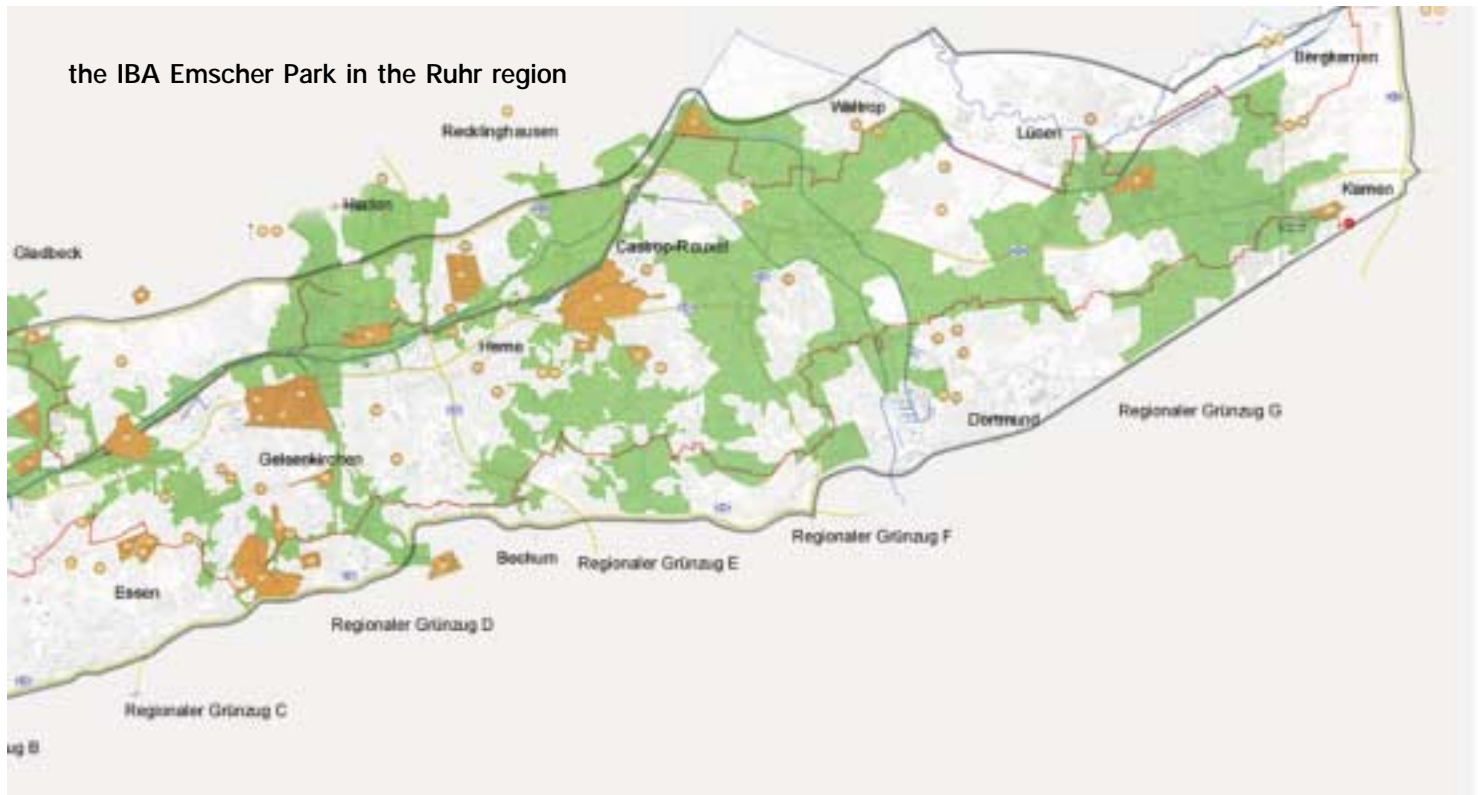 the IBA Emscher Park in the Ruhr region
Bergkamen
Recklinghausen
Waltrop
Lünen
Kamen
Herten
Castrop-Rauxel
Gladbeck
Herne
Regionaler Grünzug G
Dortmund
Gelsenkirchen
Regionaler Grünzug F
Bochum
Regionaler Grünzug E
Essen
Regionaler Grünzug D
Regionaler Grünzug C
ug B